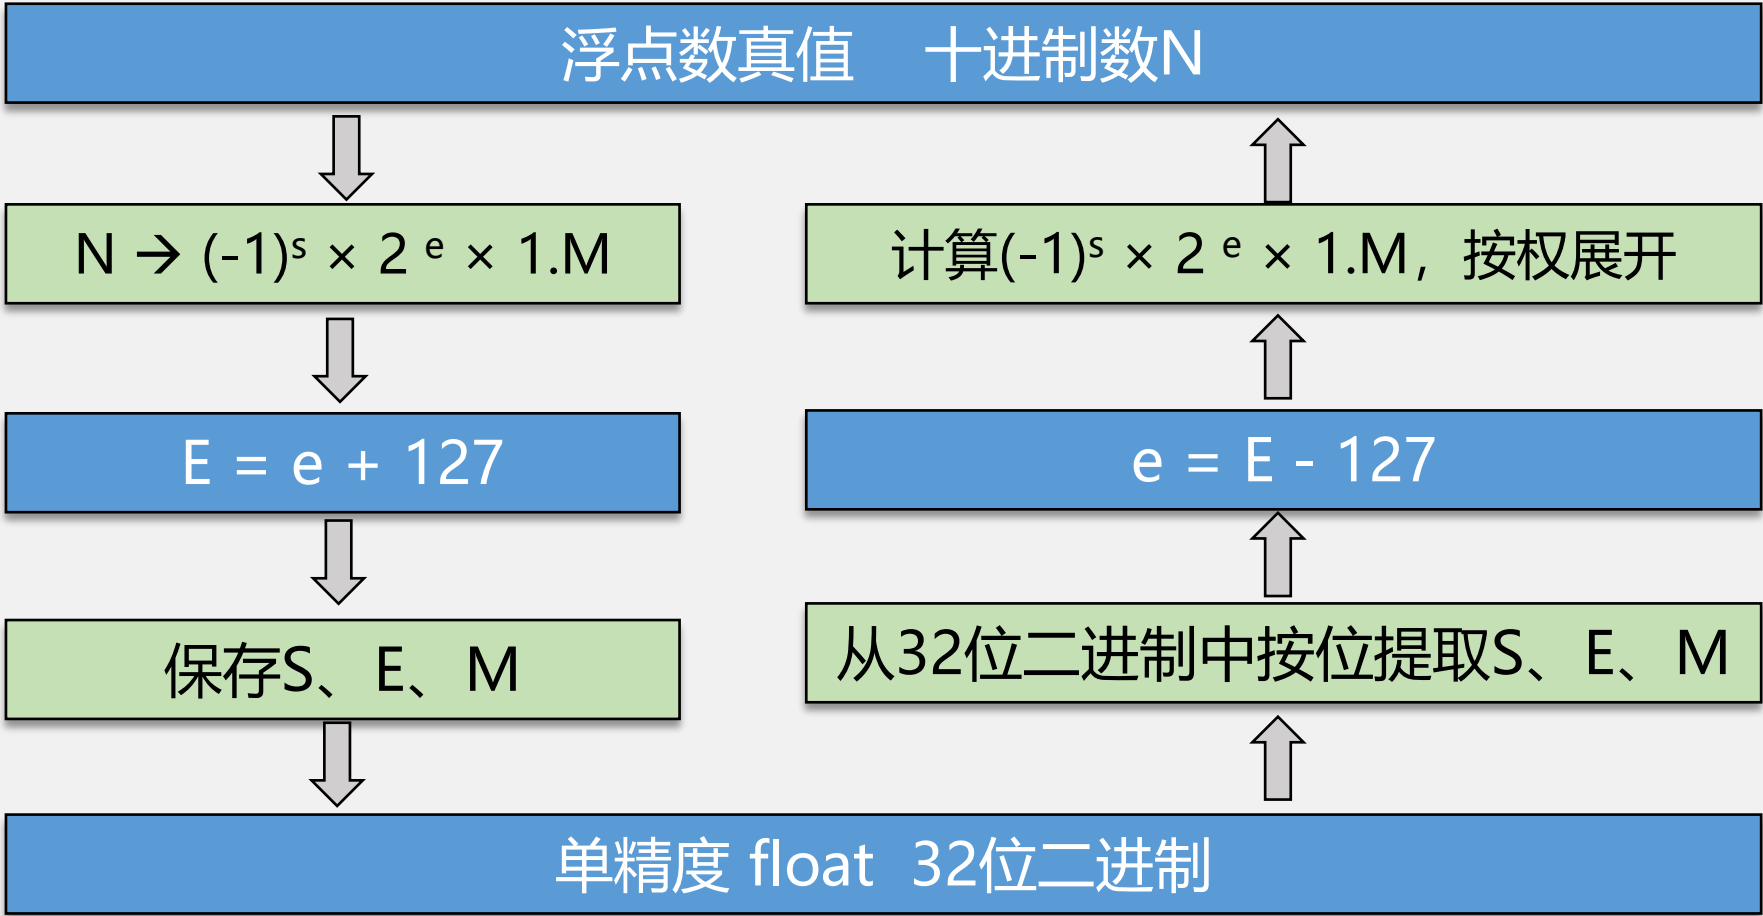 浮点数真值 十进制数N
N → (-1)ˢ × 2 ᵉ × 1.M
计算(-1)ˢ × 2 ᵉ × 1.M，按权展开
E = e + 127
e = E - 127
保存S、E、M
从32位二进制中按位提取S、E、M
单精度 float 32位二进制